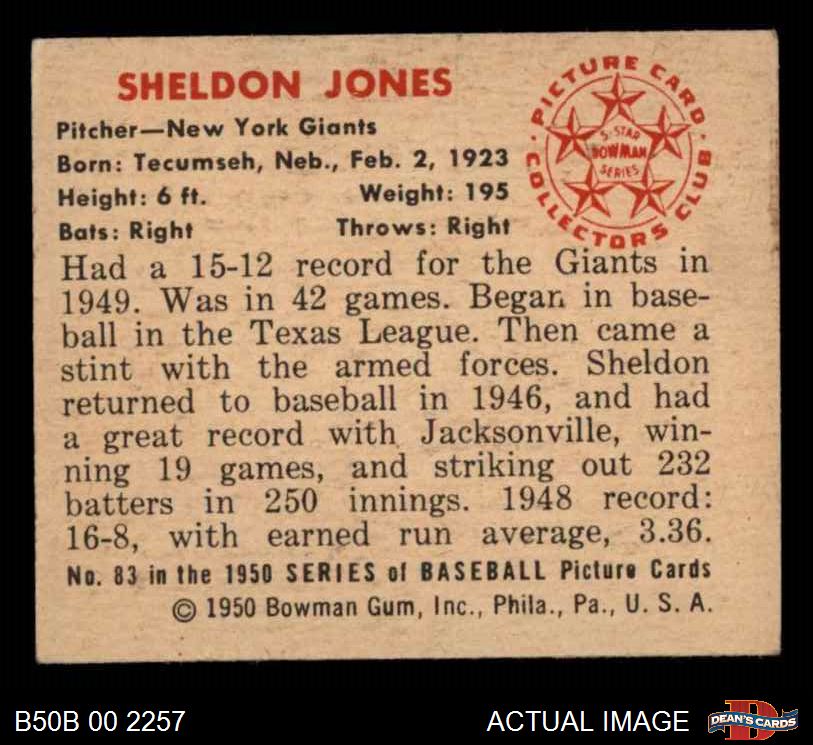 SHELDON JONES
Pitcher—New York Giants
Born: Tecumseh, Neb., Feb. 2, 1923
Height: 6 ft. Weight: 195
Bats: Right Throws: Right
PICTURE CARD
COLLECTORS CLUB
5-STAR
BOWMAN
SERIES
Had a 15-12 record for the Giants in
1949. Was in 42 games. Began in base-
ball in the Texas League. Then came a
stint with the armed forces. Sheldon
returned to baseball in 1946, and had
a great record with Jacksonville, win-
ning 19 games, and striking out 232
batters in 250 innings. 1948 record:
16-8, with earned run average, 3.36.
No. 83 in the 1950 SERIES of BASEBALL Picture Cards
© 1950 Bowman Gum, Inc., Phila., Pa., U. S. A.
B50B 00 2257 ACTUAL IMAGE
D
DEAN'S CARDS